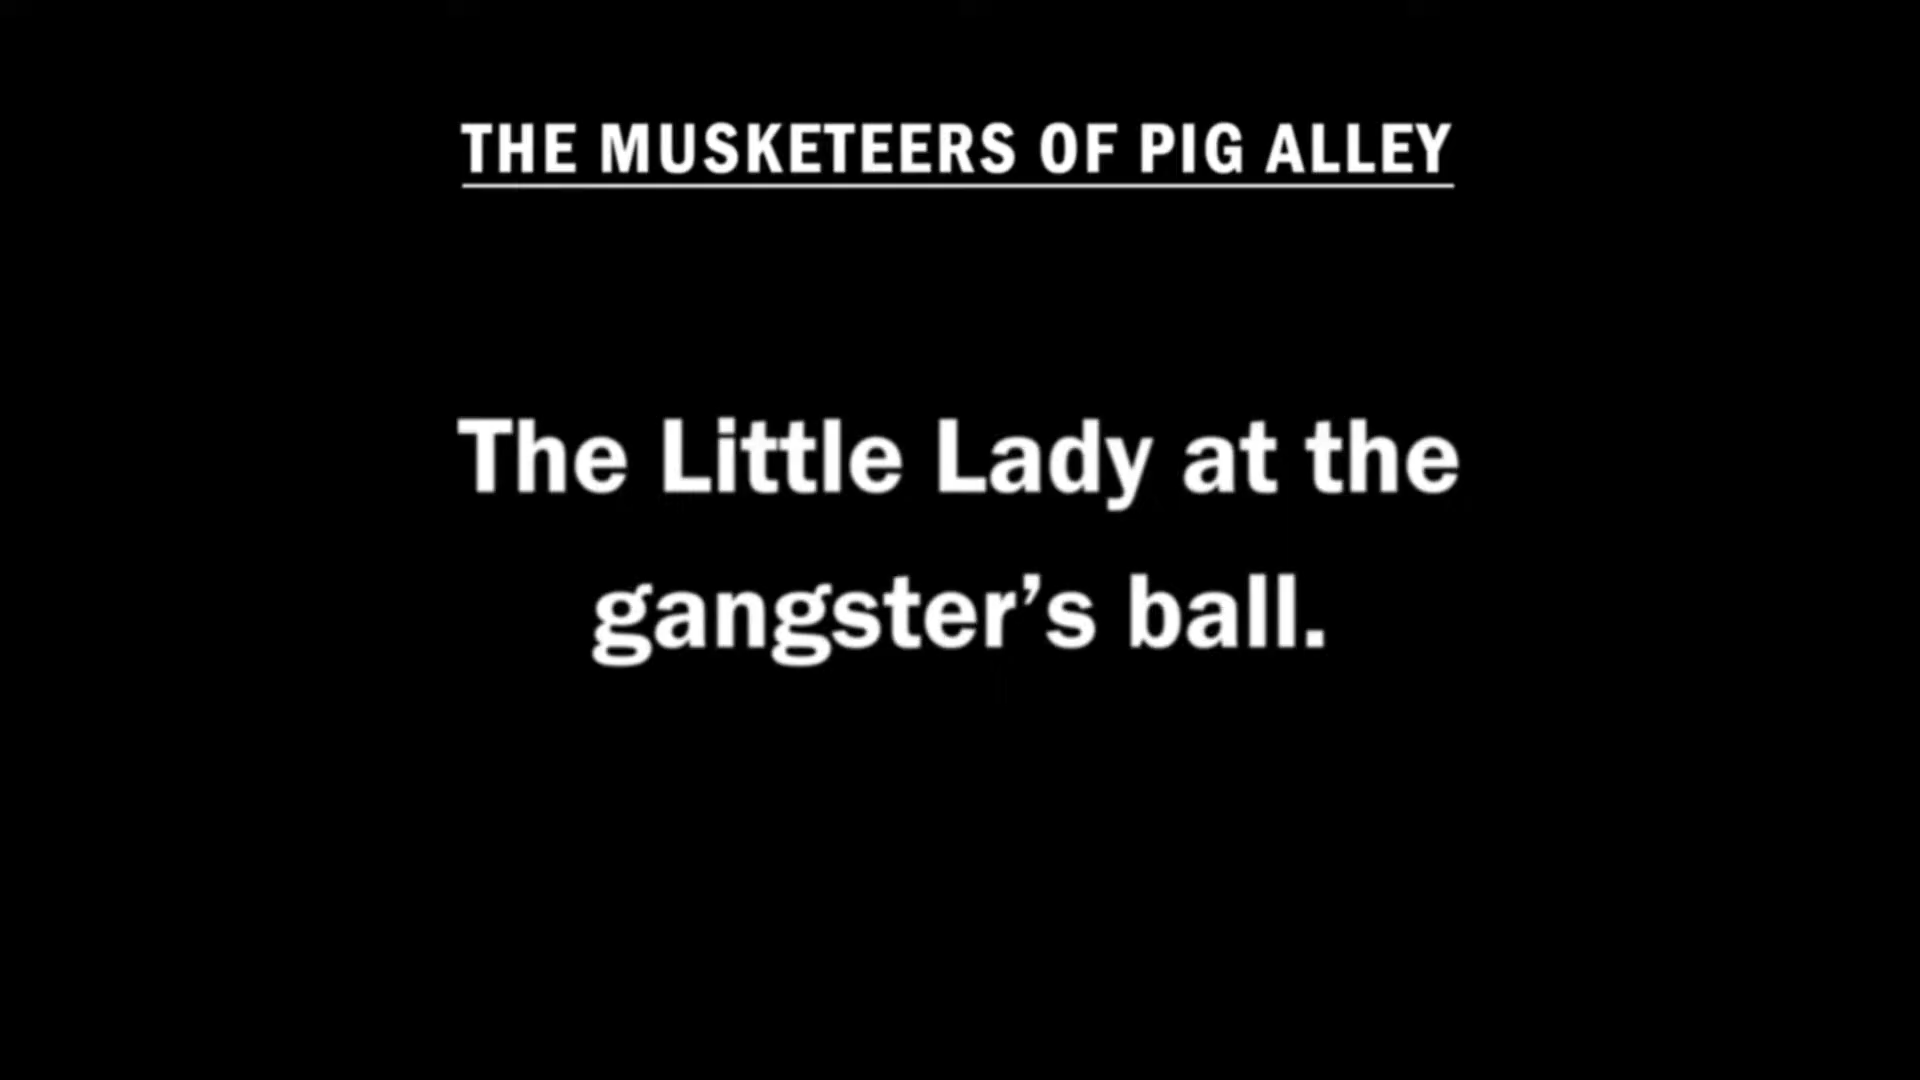 THE MUSKETEERS OF PIG ALLEY
The Little Lady at the
gangster’s ball.